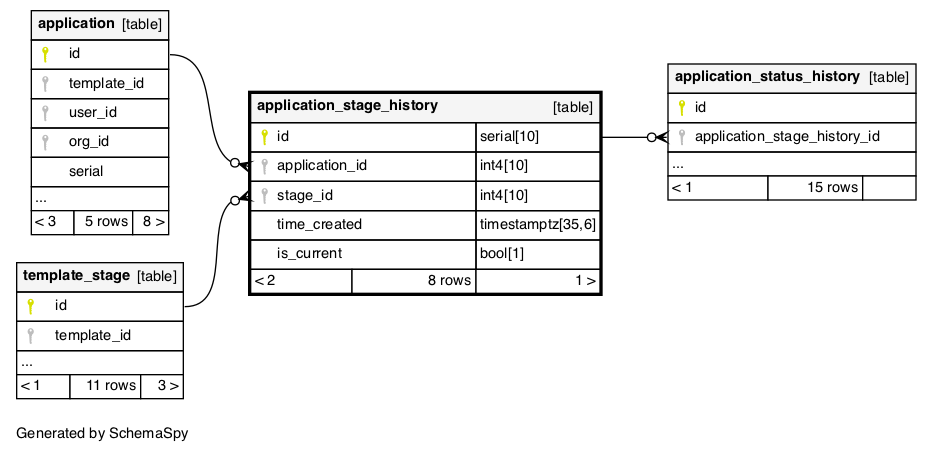 application [table]
id
template_id
user_id
org_id
serial
...
< 3 5 rows 8 >
template_stage [table]
id
template_id
...
< 1 11 rows 3 >
application_stage_history [table]
id serial[10]
application_id int4[10]
stage_id int4[10]
time_created timestamptz[35,6]
is_current bool[1]
< 2 8 rows 1 >
application_status_history [table]
id
application_stage_history_id
...
< 1 15 rows
Generated by SchemaSpy